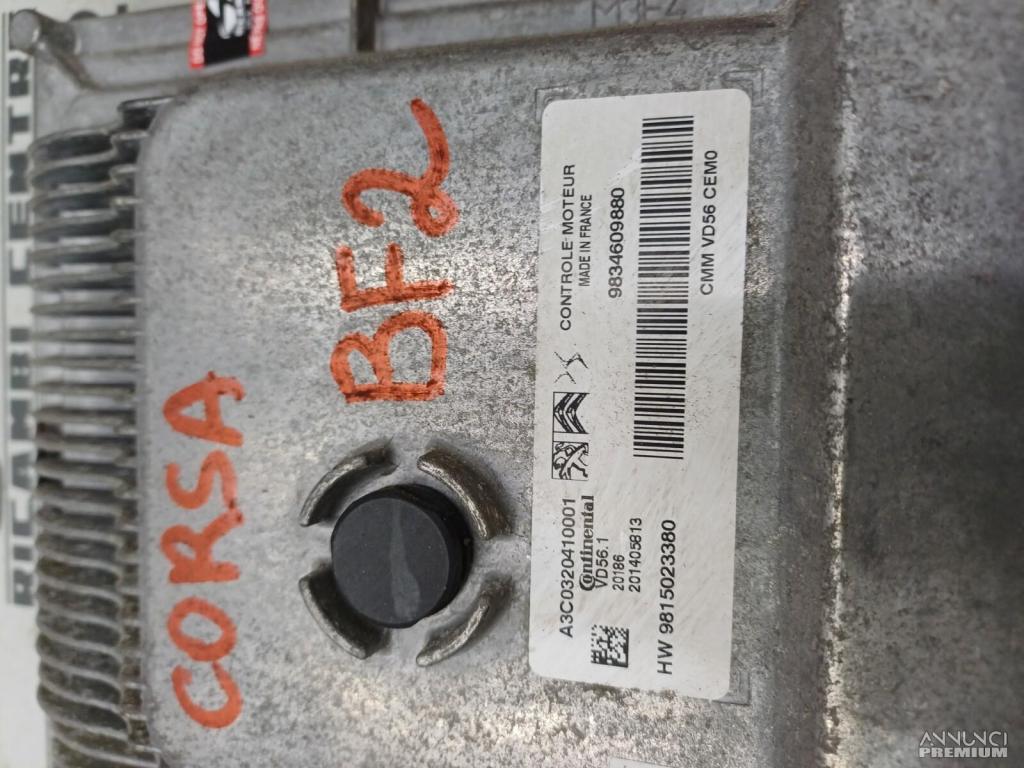 RICAMBI CENTR
CORSA
BF2
A3C0320410001
Continental
VD56.1
20186
201405813
HW 9815023380
CONTROLE MOTEUR
MADE IN FRANCE
9834609880
CMM VD56 CEM0
ANNUNCI
PREMIUM